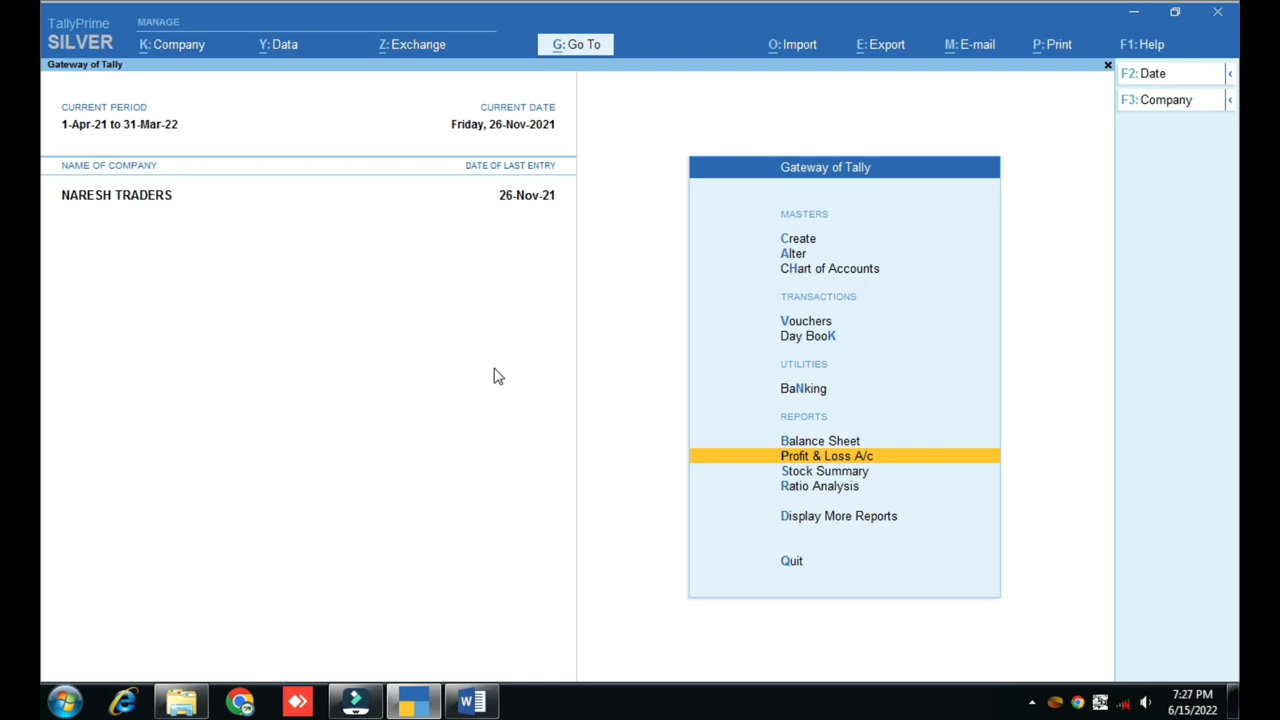 TallyPrime
SILVER
MANAGE
K: Company
Y: Data
Z: Exchange
G: Go To
O: Import
E: Export
M: E-mail
P: Print
F1: Help
Gateway of Tally
F2: Date
F3: Company
CURRENT PERIOD
CURRENT DATE
1-Apr-21 to 31-Mar-22
Friday, 26-Nov-2021
NAME OF COMPANY
DATE OF LAST ENTRY
NARESH TRADERS
26-Nov-21
Gateway of Tally
MASTERS
Create
Alter
CHart of Accounts
TRANSACTIONS
Vouchers
Day BooK
UTILITIES
BaNking
REPORTS
Balance Sheet
Profit & Loss A/c
Stock Summary
Ratio Analysis
Display More Reports
Quit
7:27 PM
6/15/2022